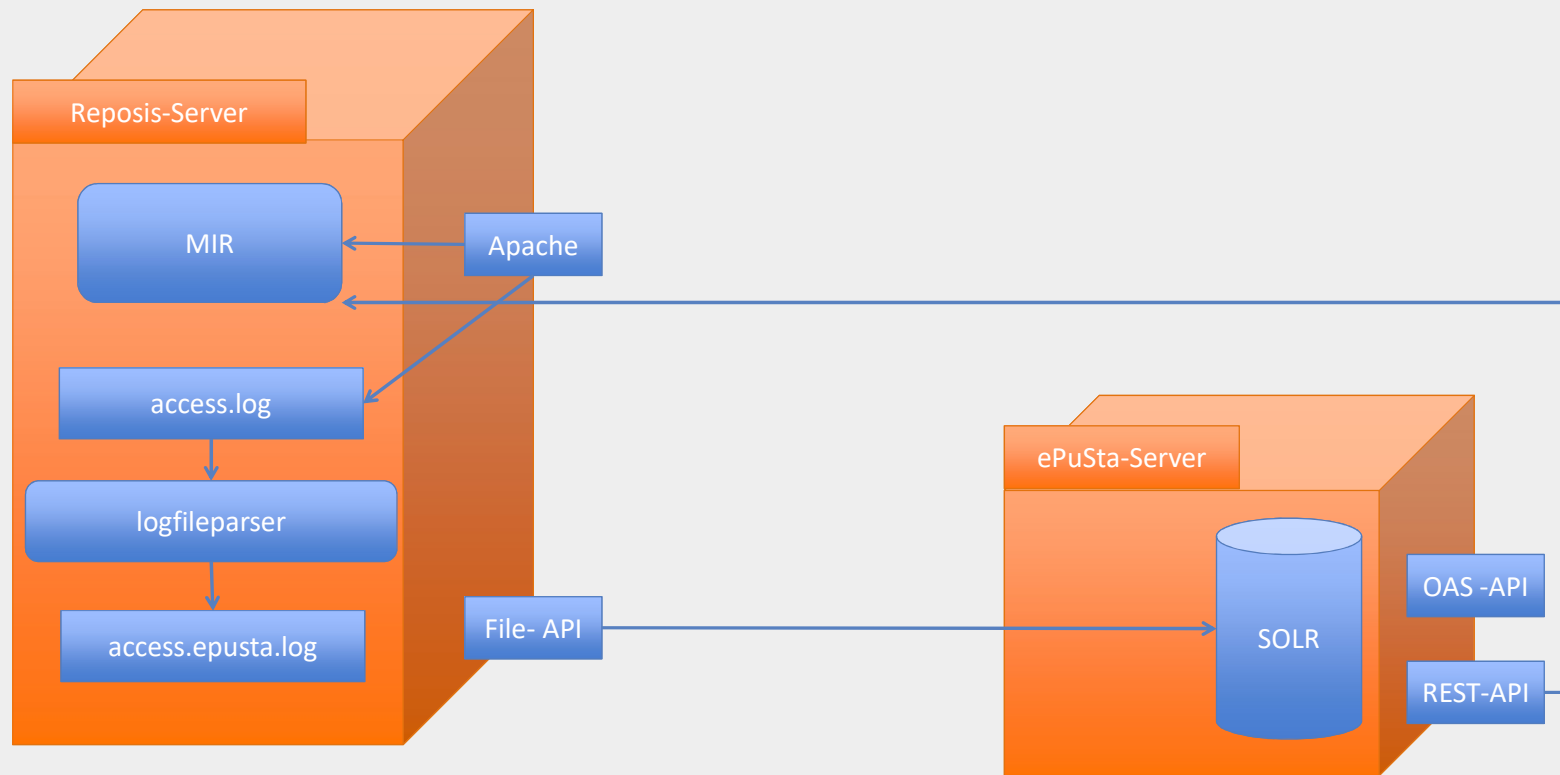 Reposis-Server
MIR
Apache
access.log
logfileparser
access.epusta.log
File- API
ePuSta-Server
SOLR
OAS -API
REST-API